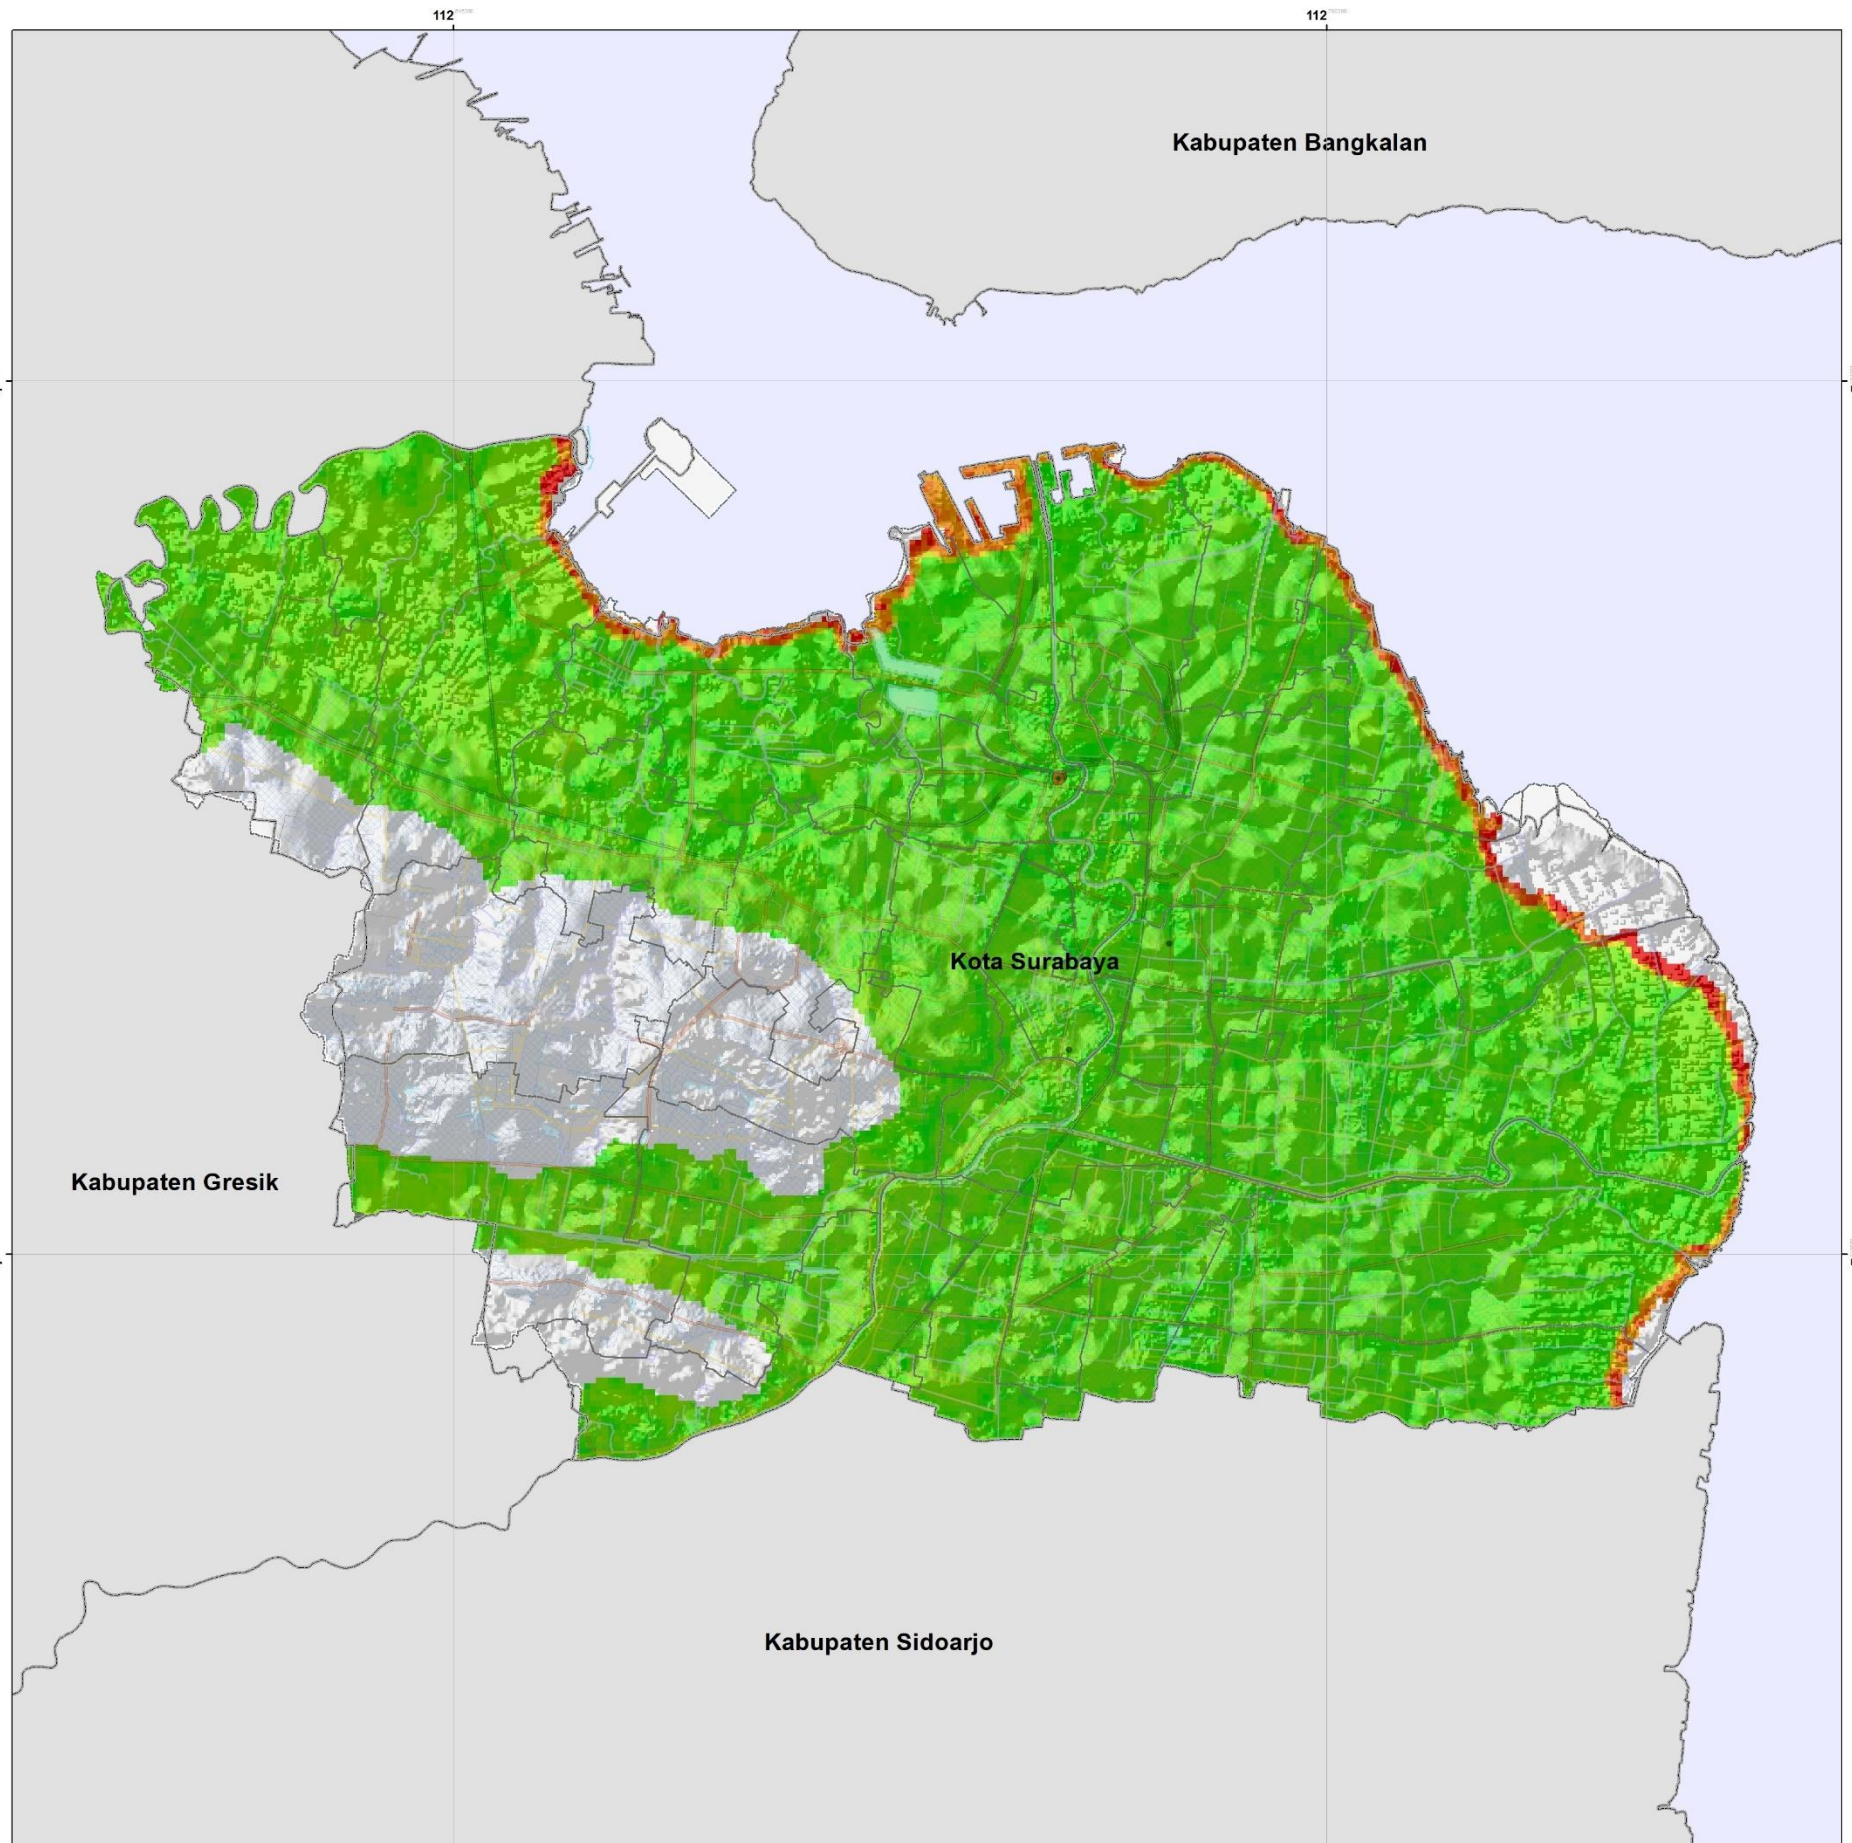 112
112
Kabupaten Bangkalan
Kota Surabaya
Kabupaten Gresik
Kabupaten Sidoarjo